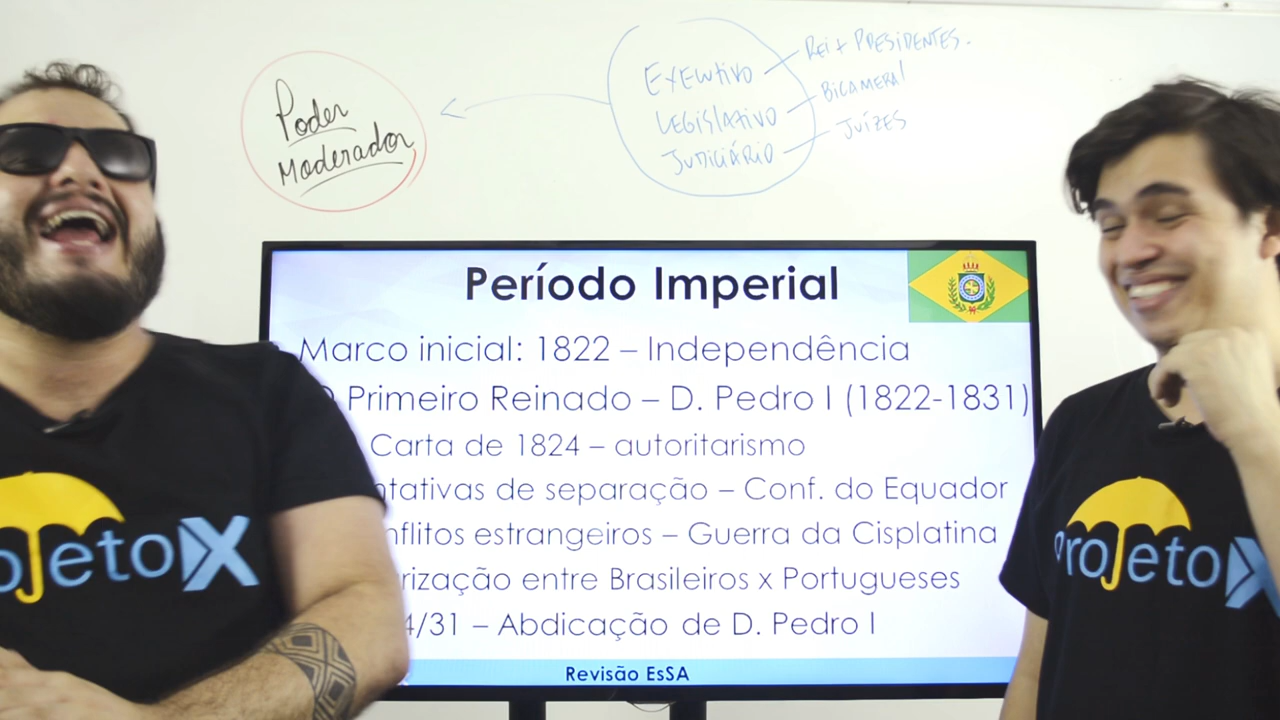 Poder
Moderador
Executivo
Legislativo
Judiciário
Rei + Presidentes.
Bicameral
Juízes
Período Imperial
Marco inicial: 1822 – Independência
Primeiro Reinado – D. Pedro I (1822-1831)
Carta de 1824 – autoritarismo
ntativas de separação – Conf. do Equador
nflitos estrangeiros – Guerra da Cisplatina
rização entre Brasileiros x Portugueses
4/31 – Abdicação de D. Pedro I
Revisão EsSA
ojetoX
Projeto